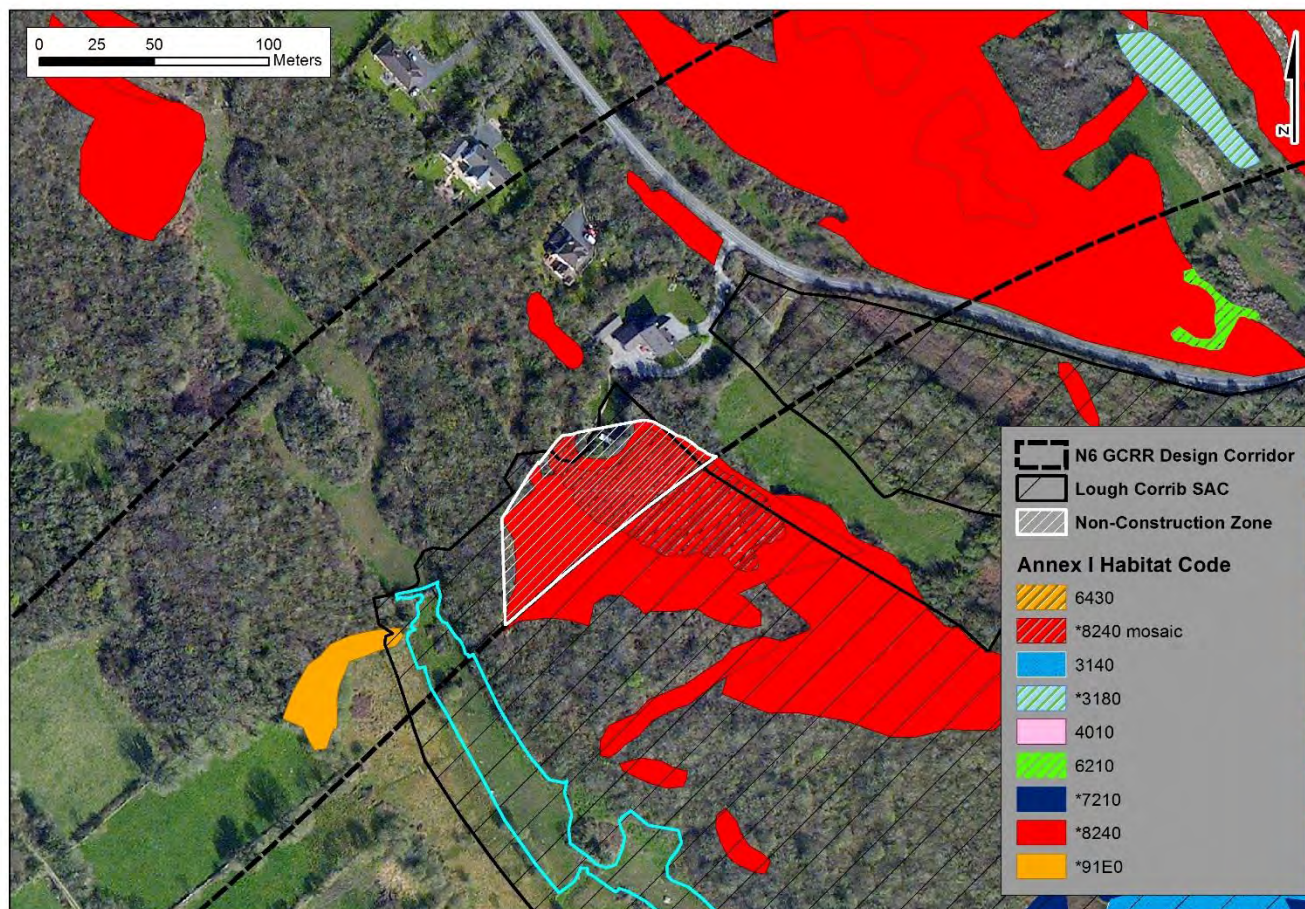 0 25 50 100
Meters
N
N6 GCRR Design Corridor
Lough Corrib SAC
Non-Construction Zone
Annex I Habitat Code
6430
*8240 mosaic
3140
*3180
4010
6210
*7210
*8240
*91E0